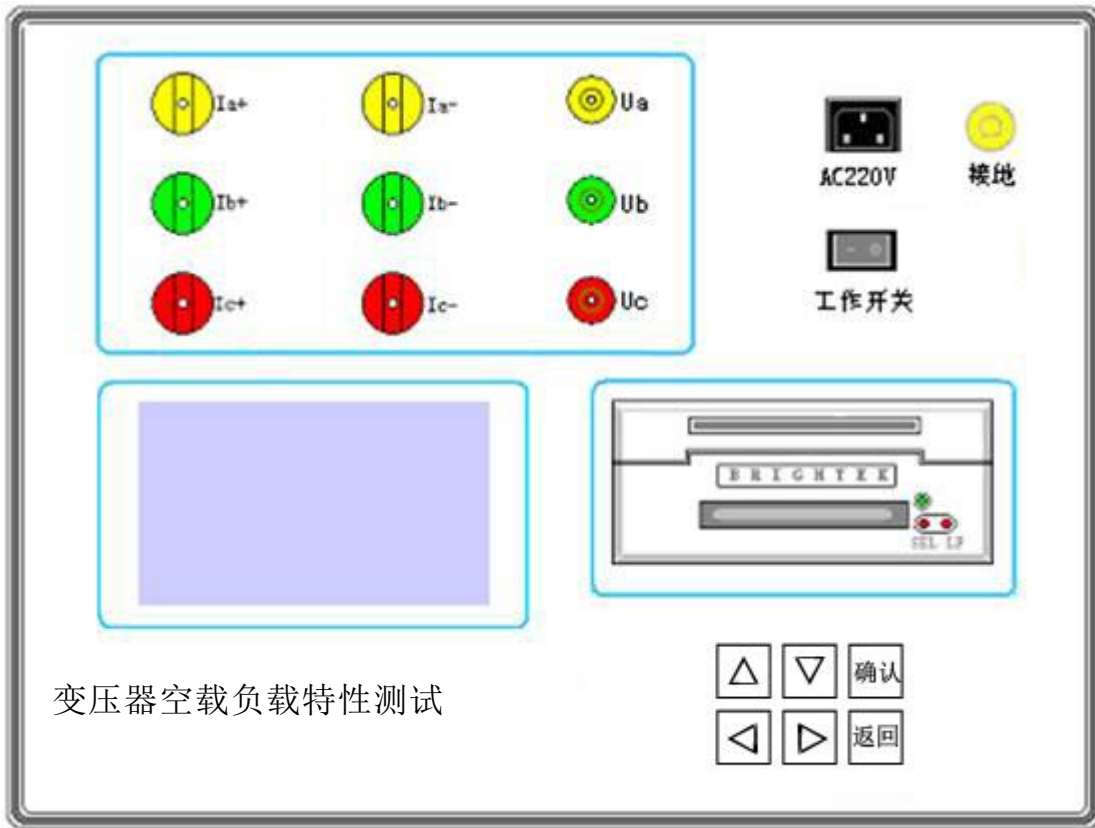 Ia+ Ia- Ua
AC220V 接地
Ib+ Ib- Ub
工作开关
Ic+ Ic- Uc
BRIGHTEK
SEL LF
确认
变压器空载负载特性测试
返回